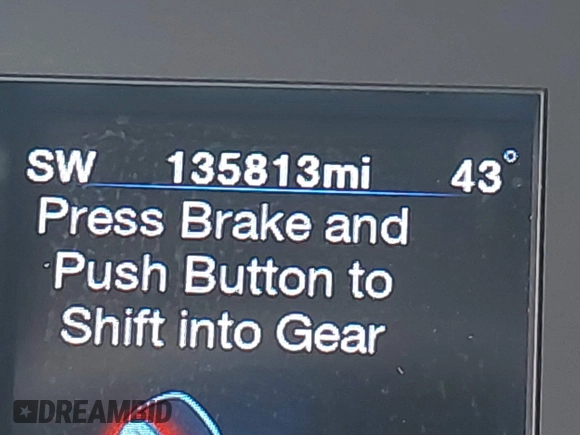 SW 135813mi 43°
Press Brake and
Push Button to
Shift into Gear
DREAMBID